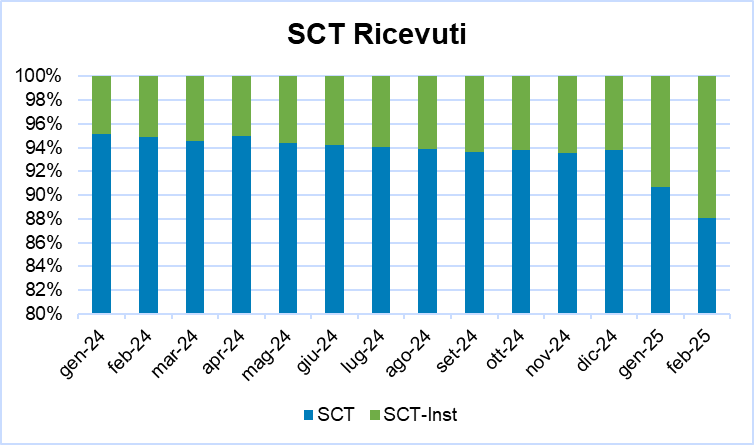 SCT Ricevuti
100%
98%
96%
94%
92%
90%
88%
86%
84%
82%
80%
gen-24
feb-24
mar-24
apr-24
mag-24
giu-24
lug-24
ago-24
set-24
ott-24
nov-24
dic-24
gen-25
feb-25
SCT SCT-Inst